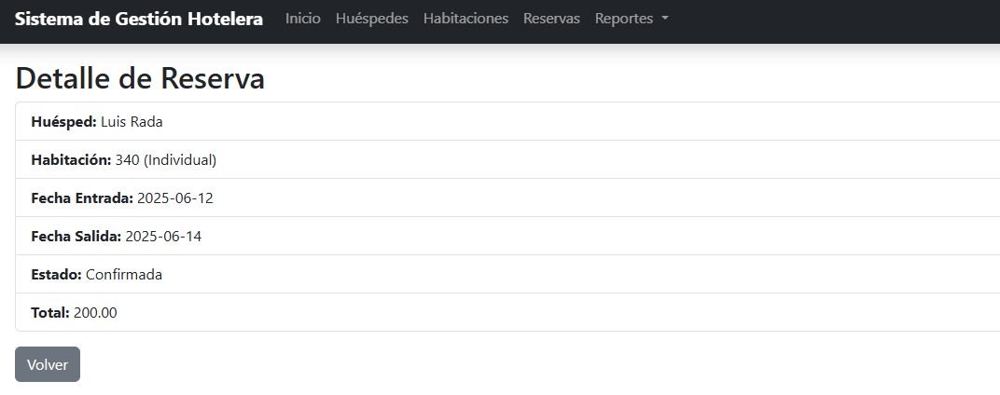 Sistema de Gestión Hotelera Inicio Huéspedes Habitaciones Reservas Reportes
Detalle de Reserva
Huésped: Luis Rada
Habitación: 340 (Individual)
Fecha Entrada: 2025-06-12
Fecha Salida: 2025-06-14
Estado: Confirmada
Total: 200.00
Volver